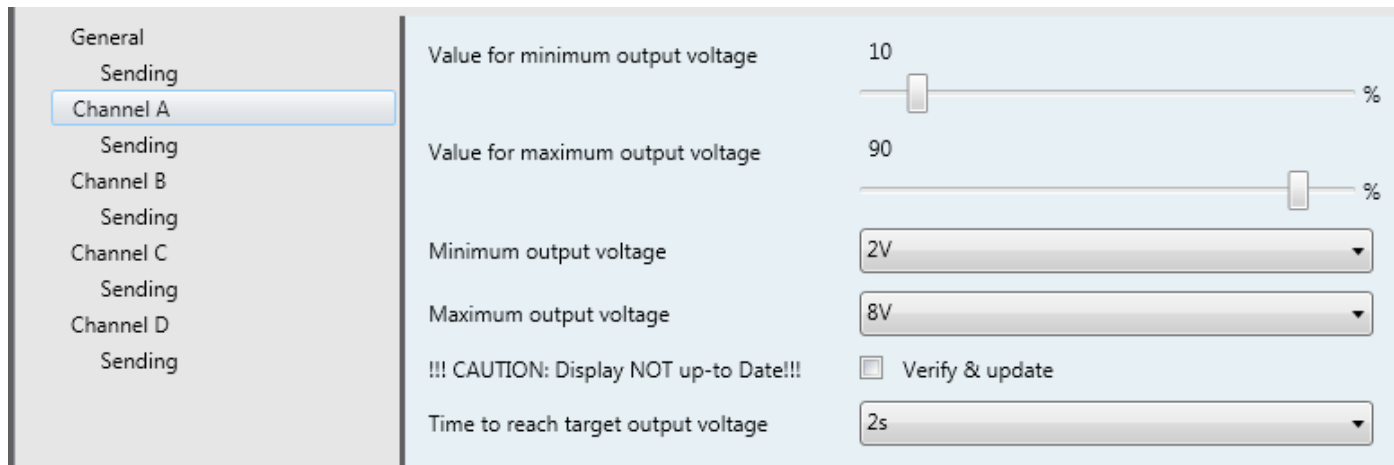 General
Sending
Channel A
Sending
Channel B
Sending
Channel C
Sending
Channel D
Sending
Value for minimum output voltage
10
%
Value for maximum output voltage
90
%
Minimum output voltage
2V
Maximum output voltage
8V
!!! CAUTION: Display NOT up-to Date!!!
Verify & update
Time to reach target output voltage
2s